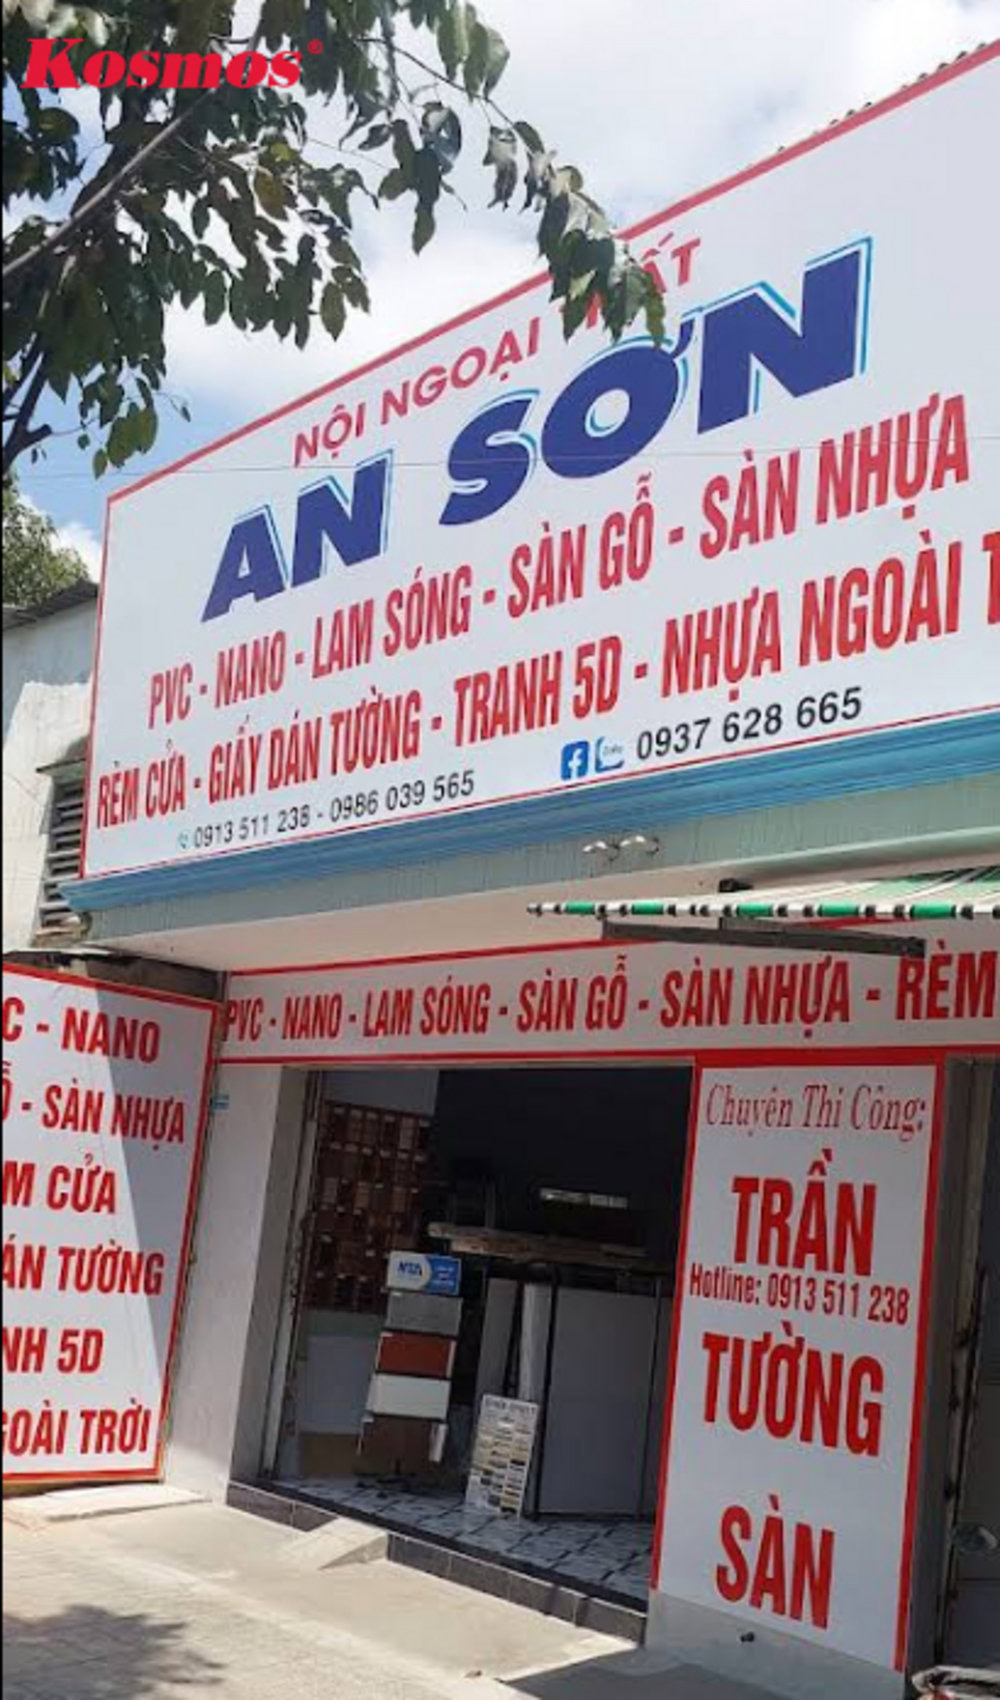 Kosmos®
NỘI NGOẠI THẤT
AN SƠN
PVC - NANO - LAM SÓNG - SÀN GỖ - SÀN NHỰA
RÈM CỬA - GIẤY DÁN TƯỜNG - TRANH 5D - NHỰA NGOÀI T
0913 511 238 - 0986 039 565
Zalo 0937 628 665
PVC - NANO - LAM SÓNG - SÀN GỖ - SÀN NHỰA - RÈM
C - NANO
Ỗ - SÀN NHỰA
M CỬA
ÁN TƯỜNG
NH 5D
GOÀI TRỜI
Chuyên Thi Công:
TRẦN
Hotline: 0913 511 238
TƯỜNG
SÀN